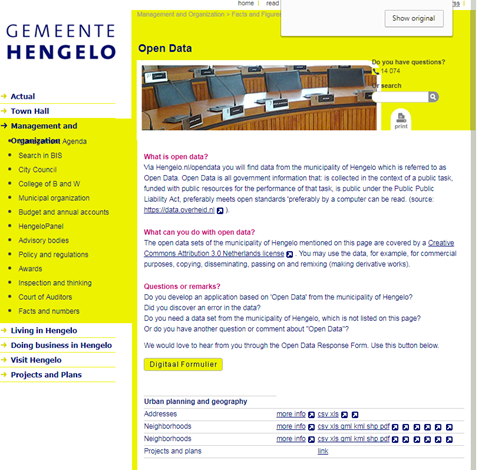 home | read
Show original
GEMEENTE
HENGELO
Management and Organization > Facts and Figures
Open Data
Do you have questions?
14 074
Or search
print
Actual
Town Hall
Management and
Organization
Agenda
Search in BIS
City Council
College of B and W
Municipal organization
Budget and annual accounts
HengeloPanel
Advisory bodies
Policy and regulations
Awards
Inspection and thinking
Court of Auditors
Facts and numbers
Living in Hengelo
Doing business in Hengelo
Visit Hengelo
Projects and Plans
What is open data?
Via Hengelo.nl/opendata you will find data from the municipality of Hengelo which is referred to as
Open Data. Open Data is all government information that: is collected in the context of a public task,
funded with public resources for the performance of that task, is public under the Public Public
Liability Act, preferably meets open standards 'preferably by a computer can be read. (source:
https://data.overheid.nl ).
What can you do with open data?
The open data sets of the municipality of Hengelo mentioned on this page are covered by a Creative
Commons Attribution 3.0 Netherlands license . You may use the data, for example, for commercial
purposes, copying, disseminating, passing on and remixing (making derivative works).
Questions or remarks?
Do you develop an application based on 'Open Data' from the municipality of Hengelo?
Did you discover an error in the data?
Do you need a data set from the municipality of Hengelo, which is not listed on this page?
Or do you have another question or comment about "Open Data"?
We would love to hear from you through the Open Data Response Form. Use this button below.
Digitaal Formulier
Urban planning and geography
Addresses more info csv xls
Neighborhoods more info csv xls gml kml shp pdf
Neighborhoods more info csv xls gml kml shp pdf
Projects and plans link